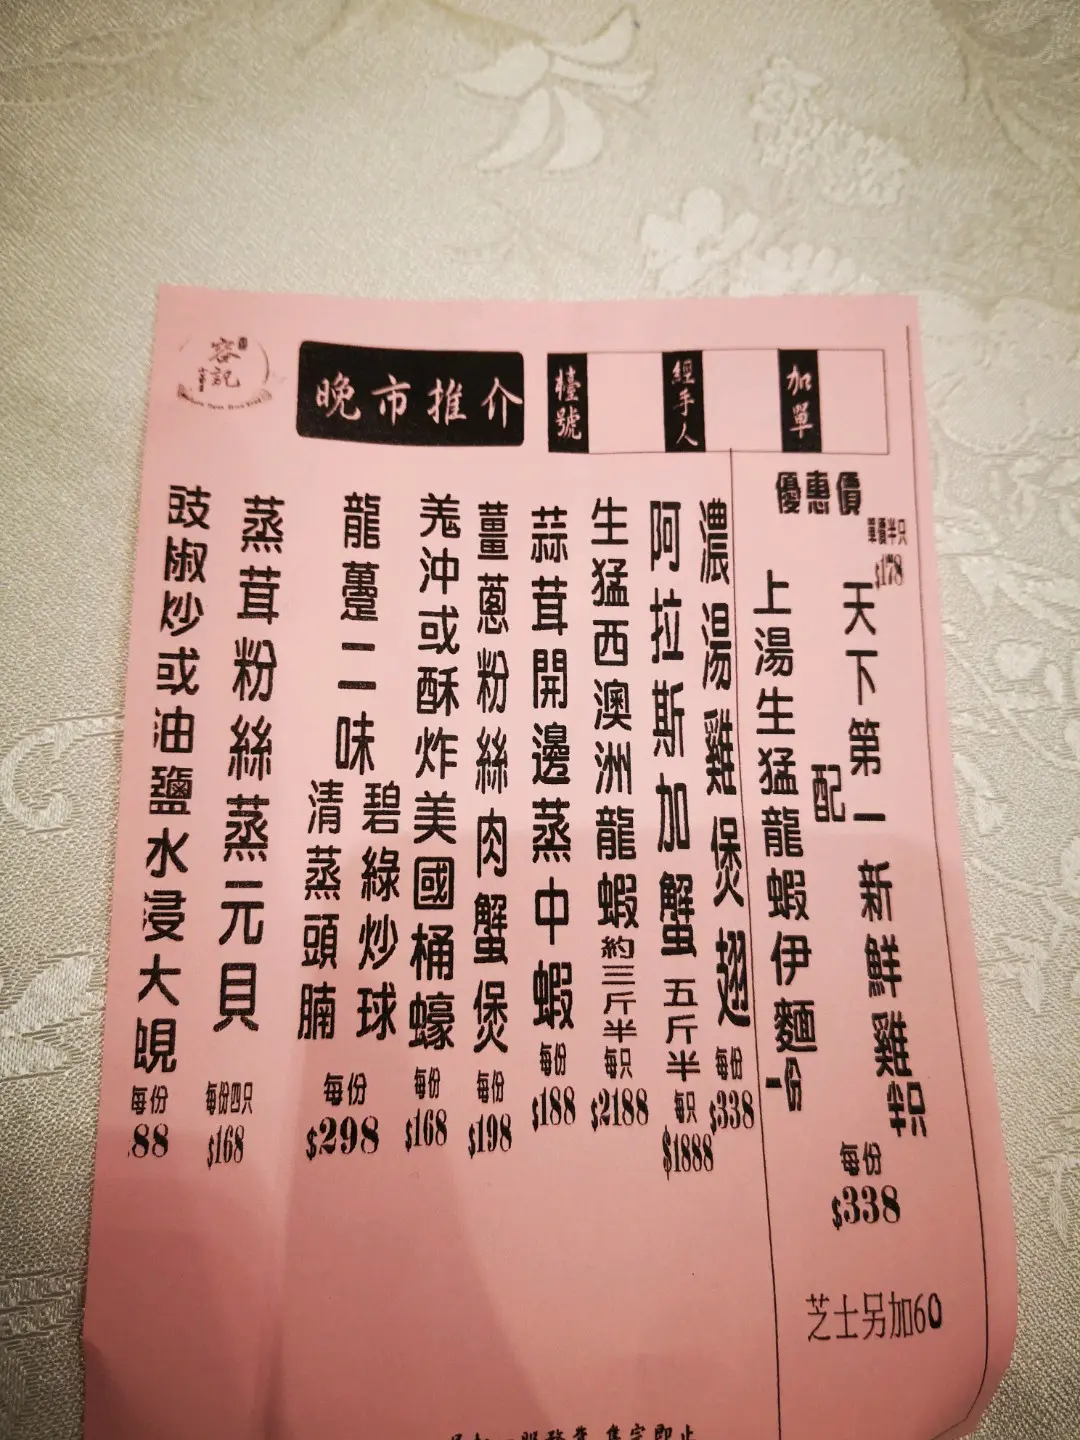 容記
晚市推介
檯號
經手人
加單
優惠價
單價半只
$178
天下第一新鮮雞半只
配
上湯生猛龍蝦伊麵一份
每份
$338
芝士另加60
濃湯雞煲翅
每份
$338
阿拉斯加蟹五斤半
每只
$1888
生猛西澳洲龍蝦約三斤半
每只
$2188
蒜茸開邊蒸中蝦
每份
$188
薑蔥粉絲肉蟹煲
每份
$198
羗沖或酥炸美國桶蠔
每份
$168
龍躉二味
碧綠炒球
清蒸頭腩
每份
$298
蒸茸粉絲蒸元貝
每份四只
$168
豉椒炒或油鹽水浸大蜆
每份
88
服務 售完即止